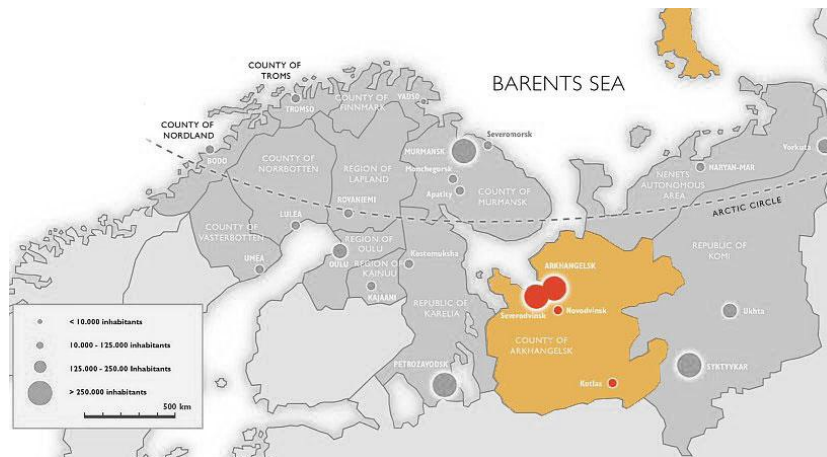 COUNTY OF
TROMS
BARENTS SEA
COUNTY OF
FINNMARK
VADSO
TROMSO
COUNTY OF
NORDLAND
BODO
Severomorsk
MURMANSK
Monchegorsk
Apatity
COUNTY OF
MURMANSK
COUNTY OF
NORRBOTTEN
REGION OF
LAPLAND
ROVANIEMI
NARYAN-MAR
NENETS
AUTONOMOUS
AREA
Vorkuta
ARCTIC CIRCLE
COUNTY OF
VASTERBOTTEN
LULEA
UMEA
REGION OF
OULU
OULU
REGION OF
KAINUU
KAJAANI
Kostomuksha
REPUBLIC OF
KARELIA
PETROZAVODSK
ARKHANGELSK
Severodvinsk
Novodvinsk
COUNTY OF
ARKHANGELSK
Kotlas
REPUBLIC OF
KOMI
Ukhta
SYKTYVKAR
< 10.000 inhabitants
10.000 - 125.000 Inhabitants
125.000 - 250.00 Inhabitants
> 250.000 inhabitants
500 km